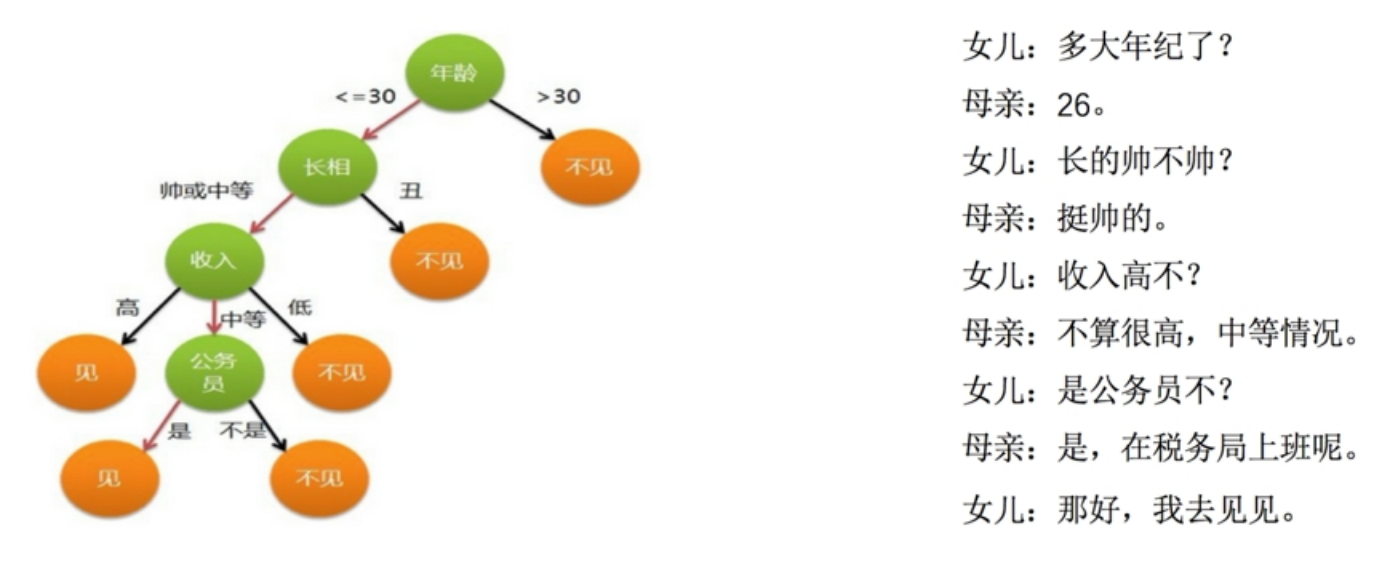 年龄
<=30
>30
长相
不见
帅或中等
丑
收入
不见
高
中等
低
见
公务
员
不见
是
不是
见
不见
女儿：多大年纪了？
母亲：26。
女儿：长的帅不帅？
母亲：挺帅的。
女儿：收入高不？
母亲：不算很高，中等情况。
女儿：是公务员不？
母亲：是，在税务局上班呢。
女儿：那好，我去见见。